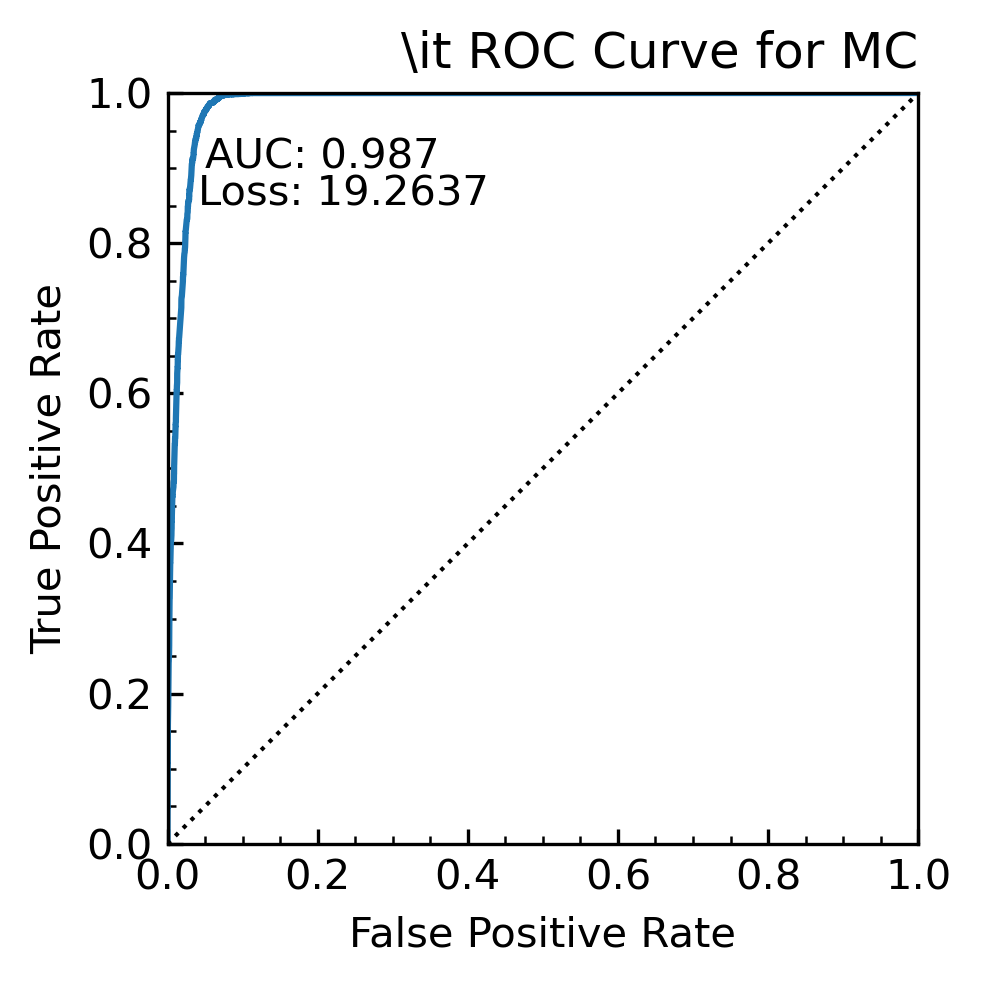 \it ROC Curve for MC
1.0
AUC: 0.987
Loss: 19.2637
0.8
0.6
0.4
0.2
0.0
True Positive Rate
0.0 0.2 0.4 0.6 0.8 1.0
False Positive Rate